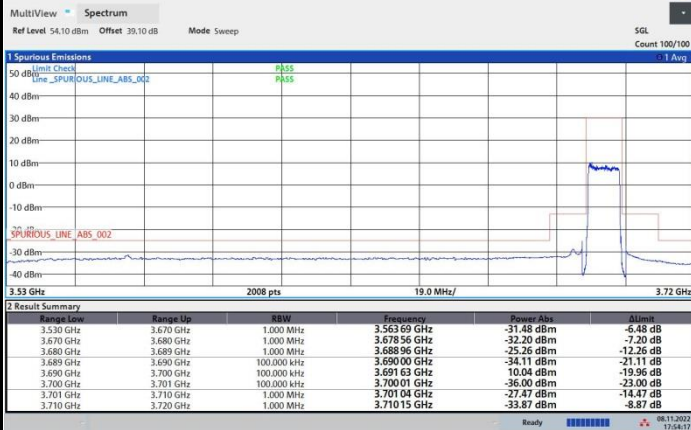 MultiView Spectrum
Ref Level 54.10 dBm Offset 39.10 dB Mode Sweep SGL
Count 100/100
1 Spurious Emissions 1 Avg
Limit Check PASS
50 dBm
Line _SPURIOUS_LINE_ABS_002 PASS
40 dBm
30 dBm
20 dBm
10 dBm
0 dBm
-10 dBm
-20 dBm
_SPURIOUS_LINE_ABS_002
-30 dBm
-40 dBm
3.53 GHz 2008 pts 19.0 MHz/ 3.72 GHz
2 Result Summary
Range Low Range Up RBW Frequency Power Abs ΔLimit
3.530 GHz 3.670 GHz 1.000 MHz 3.563 69 GHz -31.48 dBm -6.48 dB
3.670 GHz 3.680 GHz 1.000 MHz 3.678 56 GHz -32.20 dBm -7.20 dB
3.680 GHz 3.689 GHz 1.000 MHz 3.688 96 GHz -25.26 dBm -12.26 dB
3.689 GHz 3.690 GHz 100.000 kHz 3.690 00 GHz -34.11 dBm -21.11 dB
3.690 GHz 3.700 GHz 100.000 kHz 3.691 63 GHz 10.04 dBm -19.96 dB
3.700 GHz 3.701 GHz 100.000 kHz 3.700 01 GHz -36.00 dBm -23.00 dB
3.701 GHz 3.710 GHz 1.000 MHz 3.701 04 GHz -27.47 dBm -14.47 dB
3.710 GHz 3.720 GHz 1.000 MHz 3.710 15 GHz -33.87 dBm -8.87 dB
Ready 08.11.2022
17:54:17